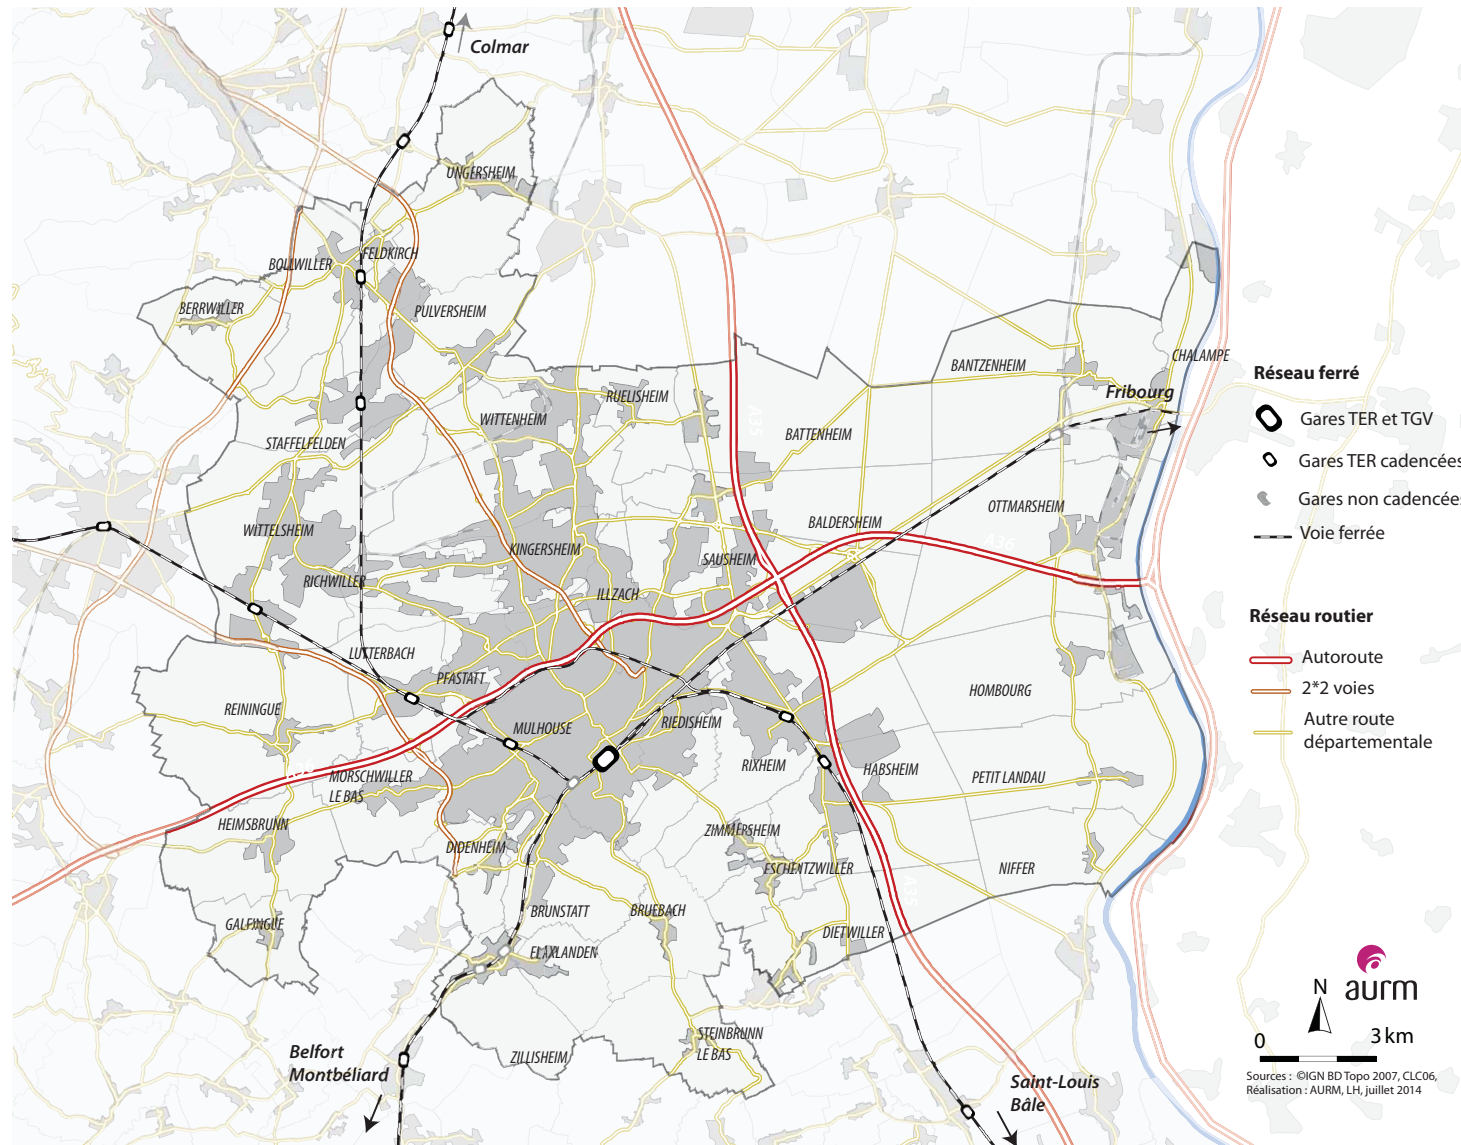 Colmar
UNGERSHEIM
FELDKIRCH
BOLLWILLER
BERRWILLER
PULVERSHEIM
CHALAMPE
BANTZENHEIM
Fribourg
RUELISHEIM
WITTENHEIM
A35
BATTENHEIM
STAFFELFELDEN
OTTMARSHEIM
BALDERSHEIM
WITTELSHEIM
A36
KINGERSHEIM
SAUSHEIM
RICHWILLER
ILLZACH
LUTTERBACH
PFASTATT
HOMBOURG
REININGUE
RIEDISHEIM
MULHOUSE
RIXHEIM
HABSHEIM
MORSCHWILLER
LE BAS
PETIT LANDAU
HEIMSBRUNN
ZIMMERSHEIM
DIDENHEIM
ESCHENTZWILLER
NIFFER
A35
BRUNSTATT
BRUEBACH
GALFINGUE
DIETWILLER
FLAXLANDEN
STEINBRUNN
LE BAS
ZILLISHEIM
Belfort
Montbéliard
Saint-Louis
Bâle
Réseau ferré
Gares TER et TGV
Gares TER cadencées
Gares non cadencées
Voie ferrée
Réseau routier
Autoroute
2*2 voies
Autre route
départementale
N
aurm
0 3 km
Sources : ©IGN BD Topo 2007, CLC06,
Réalisation : AURM, LH, juillet 2014